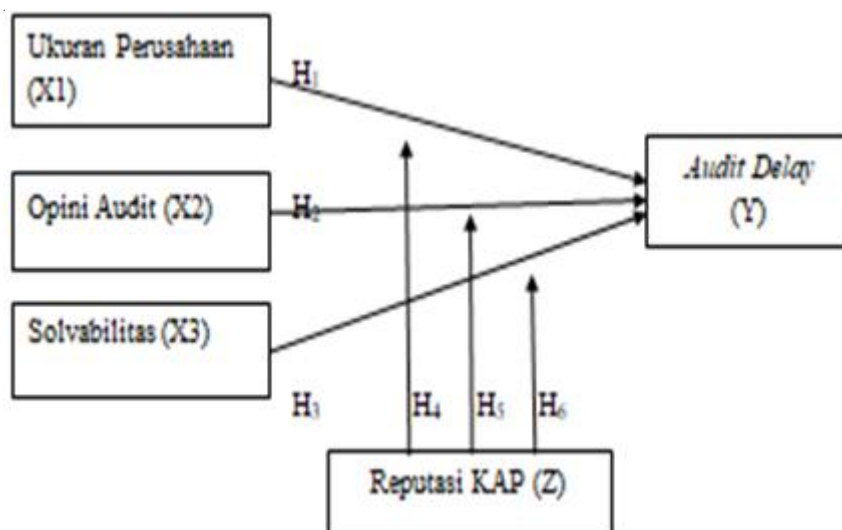 Ukuran Perusahaan
(X1)
H₁
Audit Delay
(Y)
Opini Audit (X2)
H₂
Solvabilitas (X3)
H₃
H₄
H₅
H₆
Reputasi KAP (Z)